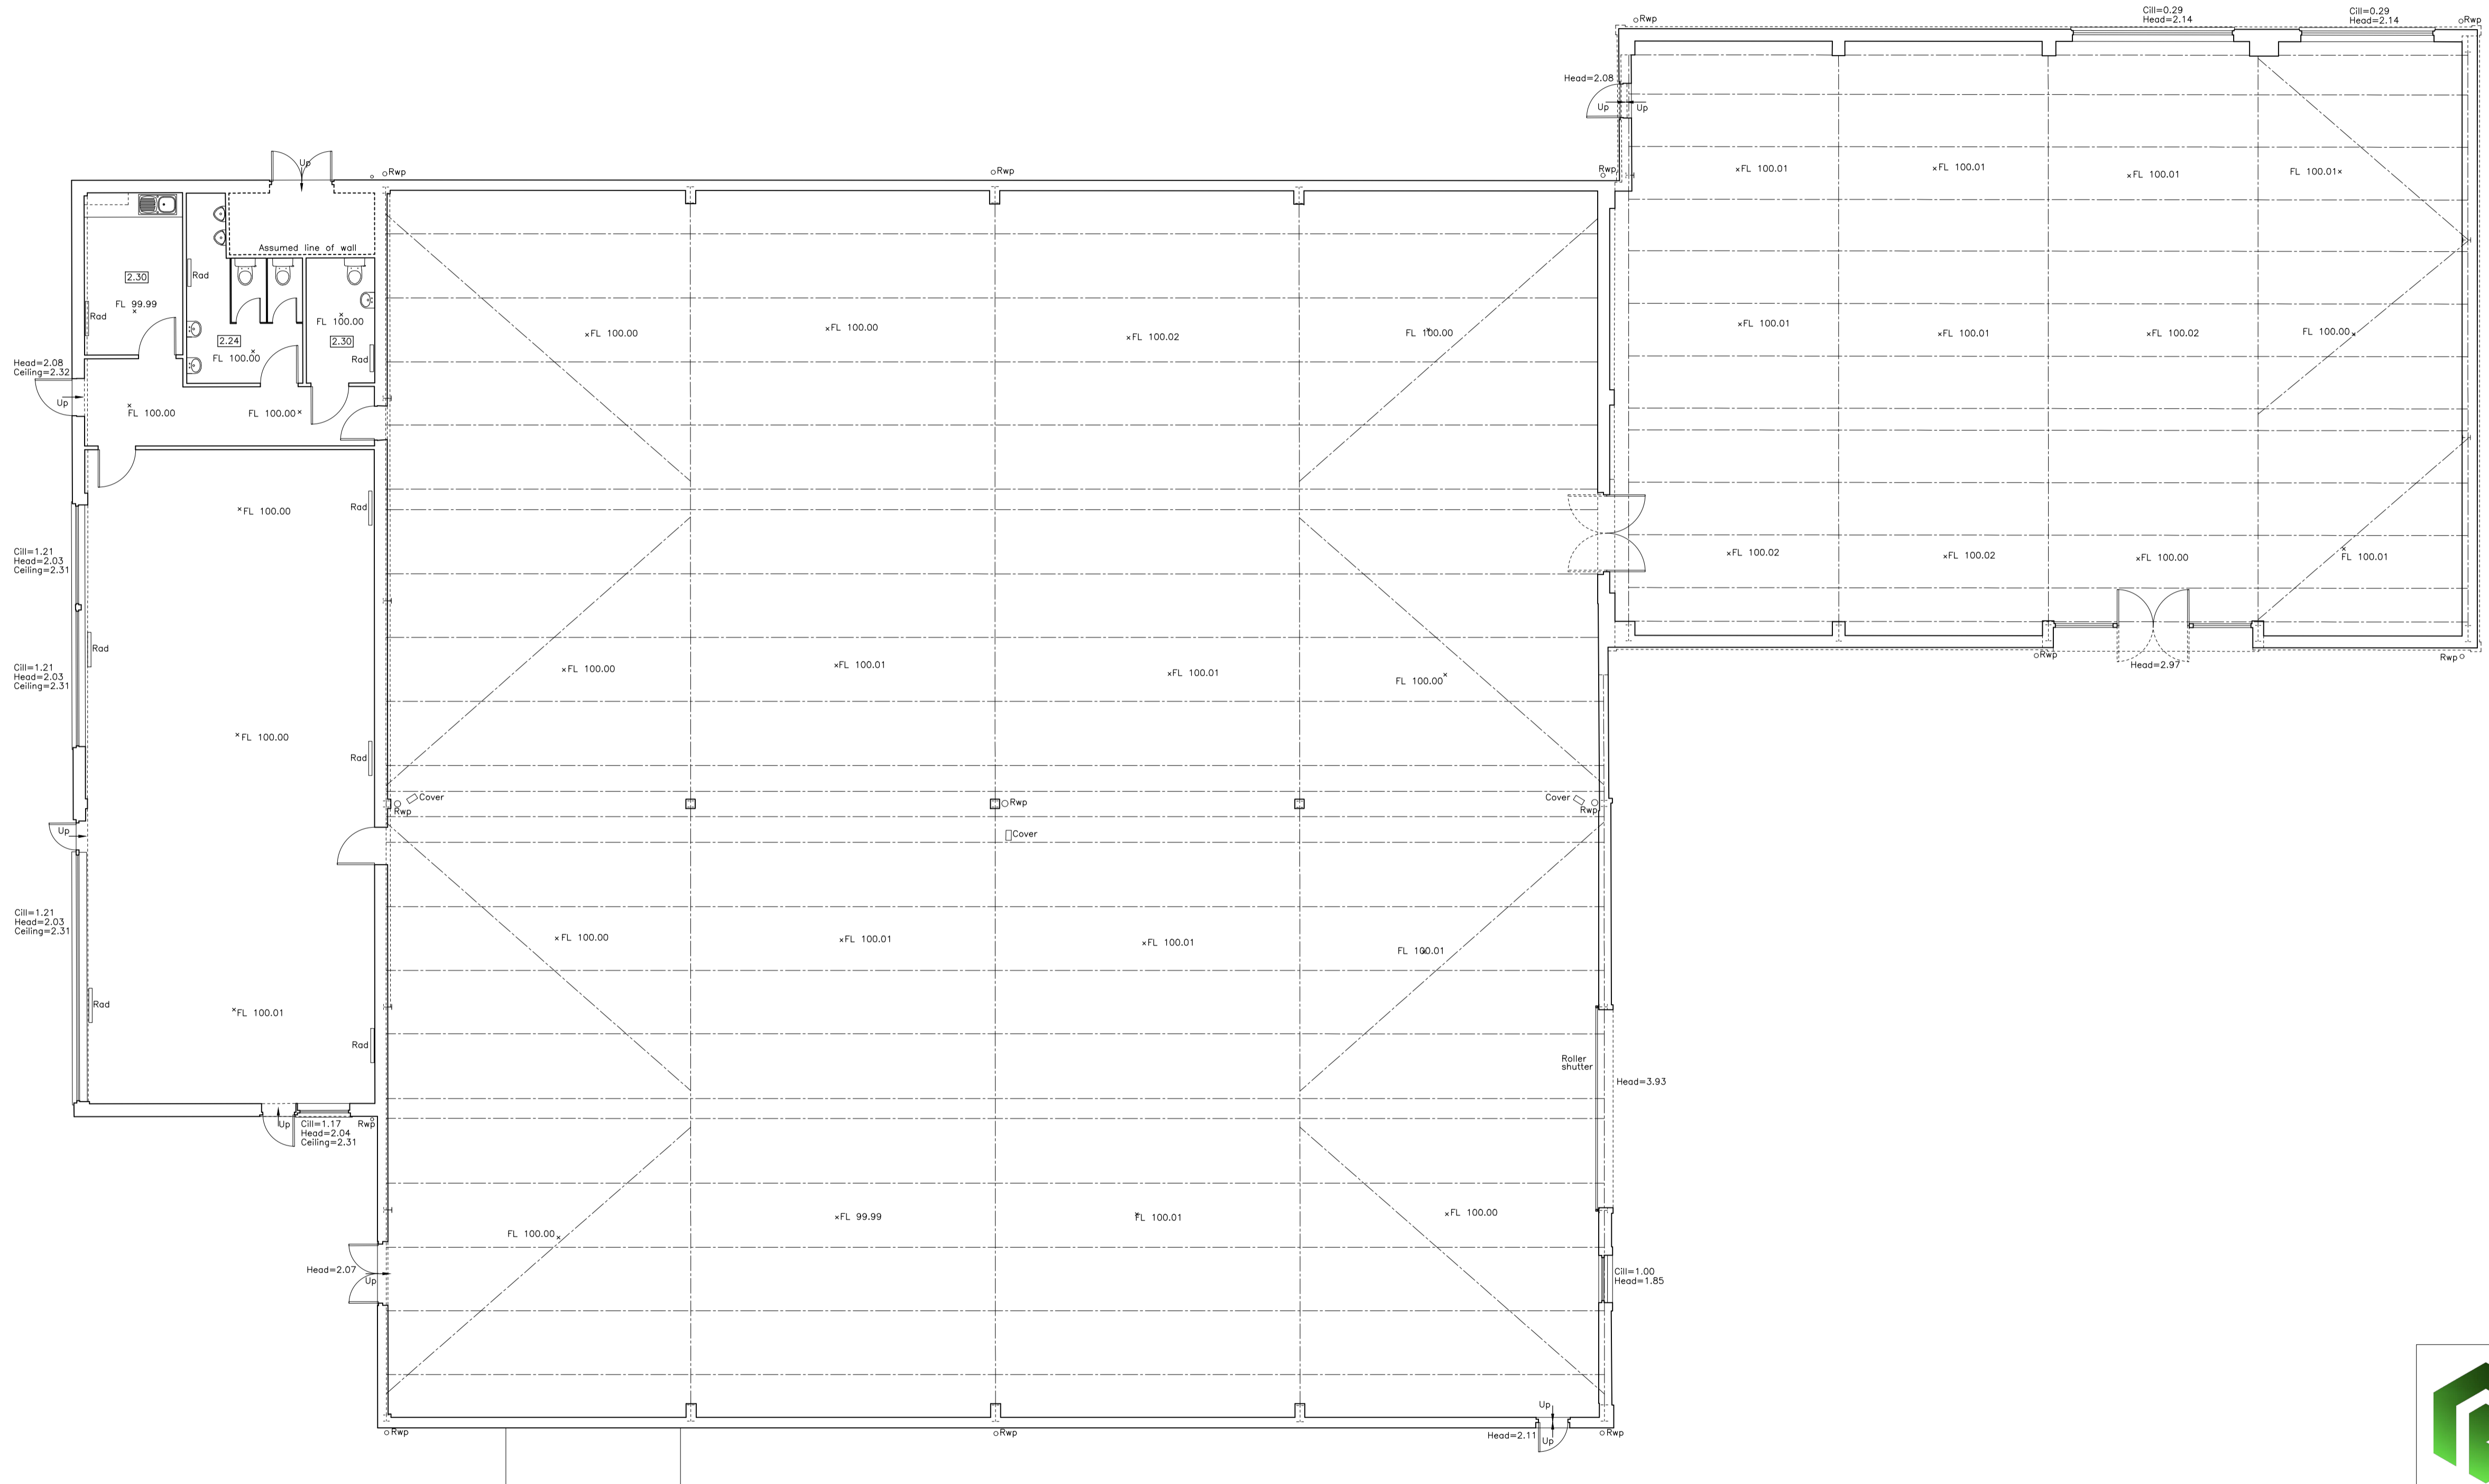 Rwp
Cill=0.29
Head=2.14
Cill=0.29
Head=2.14
Rwp
Head=2.08
Up
Up
Up
Rwp
Rwp
Rwp
FL 100.01
FL 100.01
FL 100.01
FL 100.01
Assumed line of wall
2.30
Rad
FL 99.99
Rad
FL 100.00
2.24
FL 100.00
2.30
Rad
FL 100.00
FL 100.00
FL 100.02
FL 100.00
FL 100.01
FL 100.01
FL 100.02
FL 100.00
Head=2.08
Ceiling=2.32
Up
FL 100.00
FL 100.00
FL 100.00
Rad
Cill=1.21
Head=2.03
Ceiling=2.31
FL 100.02
FL 100.02
FL 100.00
FL 100.01
Rad
Cill=1.21
Head=2.03
Ceiling=2.31
FL 100.00
FL 100.01
FL 100.01
FL 100.00
Rwp
Head=2.97
Rwp
FL 100.00
Rad
Cover
Rwp
Rwp
Cover
Rwp
Up
Cover
Cill=1.21
Head=2.03
Ceiling=2.31
FL 100.00
FL 100.01
FL 100.01
FL 100.01
Rad
FL 100.01
Rad
Roller
shutter
Head=3.93
Up
Cill=1.17
Head=2.04
Ceiling=2.31
Rwp
FL 100.00
FL 99.99
FL 100.01
FL 100.00
Head=2.07
Up
Cill=1.00
Head=1.85
Rwp
Rwp
Head=2.11
Up
Up
Rwp